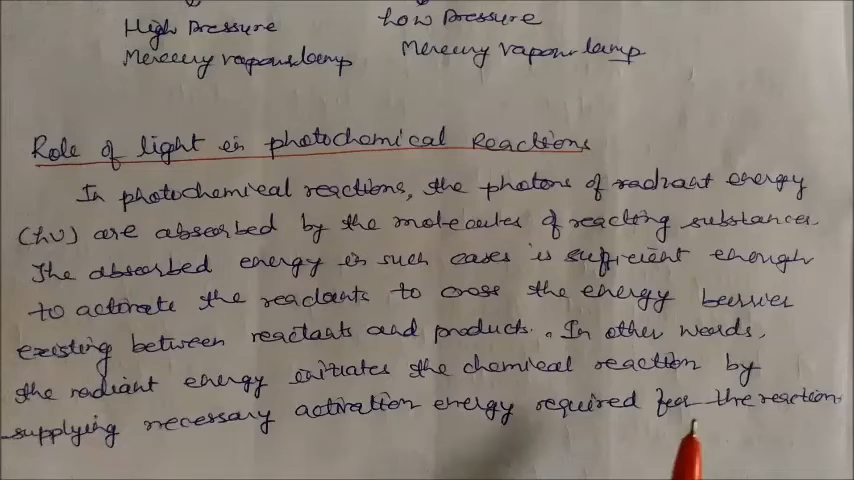 High Pressure Low Pressure
Mercury vapour lamp Mercury vapour lamp
Role of light in photochemical Reactions
In photochemical reactions, the photons of radiant energy
(hν) are absorbed by the molecules of reacting substances.
The absorbed energy in such cases is sufficient enough
to activate the reactants to cross the energy barrier
existing between reactants and products. In other words,
the radiant energy initiates the chemical reaction by
supplying necessary activation energy required for the reaction.